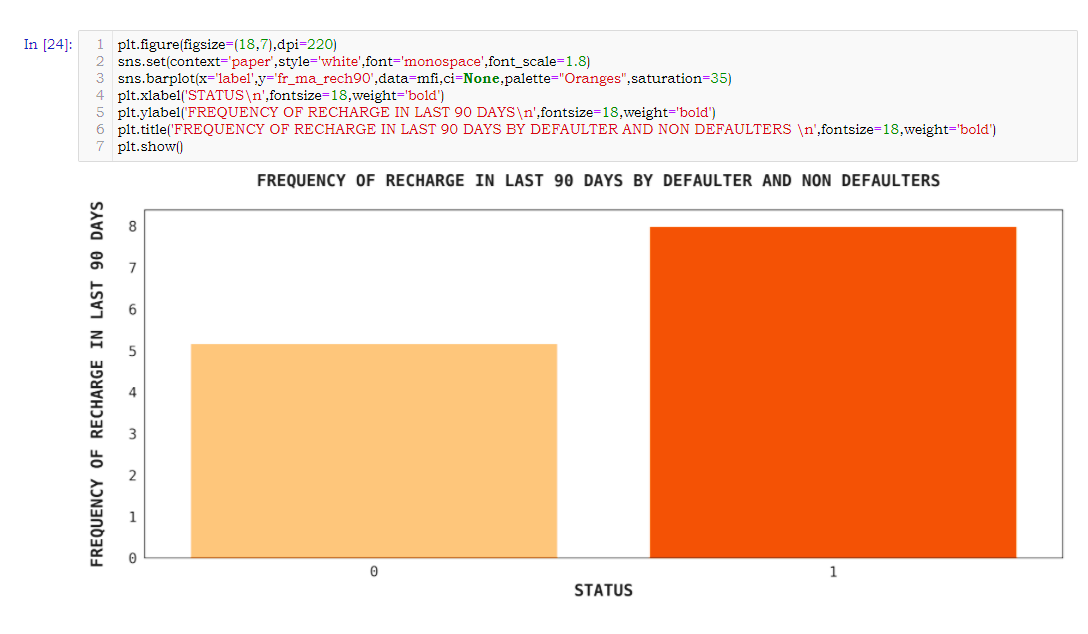 In [24]:
1 plt.figure(figsize=(18,7),dpi=220)
2 sns.set(context='paper',style='white',font='monospace',font_scale=1.8)
3 sns.barplot(x='label',y='fr_ma_rech90',data=mfi,ci=None,palette="Oranges",saturation=35)
4 plt.xlabel('STATUS\n',fontsize=18,weight='bold')
5 plt.ylabel('FREQUENCY OF RECHARGE IN LAST 90 DAYS\n',fontsize=18,weight='bold')
6 plt.title('FREQUENCY OF RECHARGE IN LAST 90 DAYS BY DEFAULTER AND NON DEFAULTERS \n',fontsize=18,weight='bold')
7 plt.show()
FREQUENCY OF RECHARGE IN LAST 90 DAYS BY DEFAULTER AND NON DEFAULTERS
FREQUENCY OF RECHARGE IN LAST 90 DAYS
8
7
6
5
4
3
2
1
0
0 1
STATUS